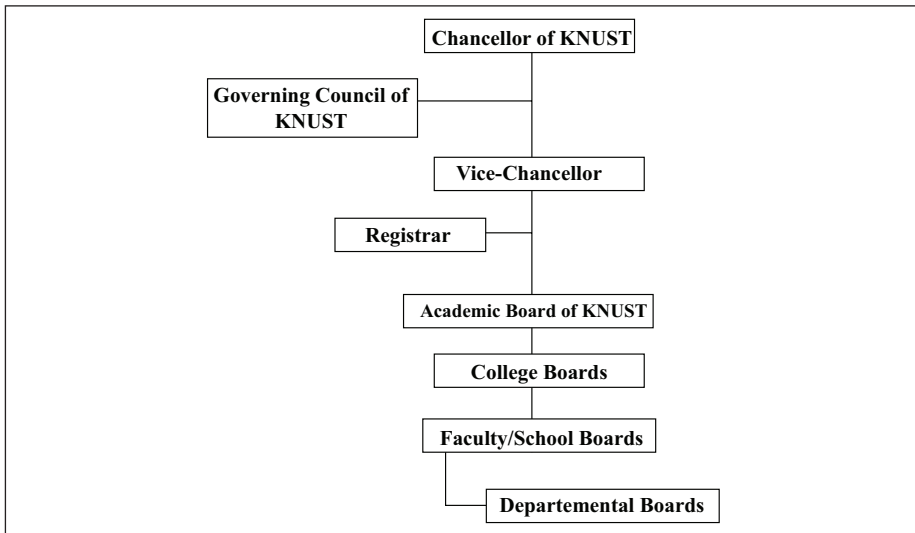 Chancellor of KNUST
Governing Council of
KNUST
Vice-Chancellor
Registrar
Academic Board of KNUST
College Boards
Faculty/School Boards
Departemental Boards